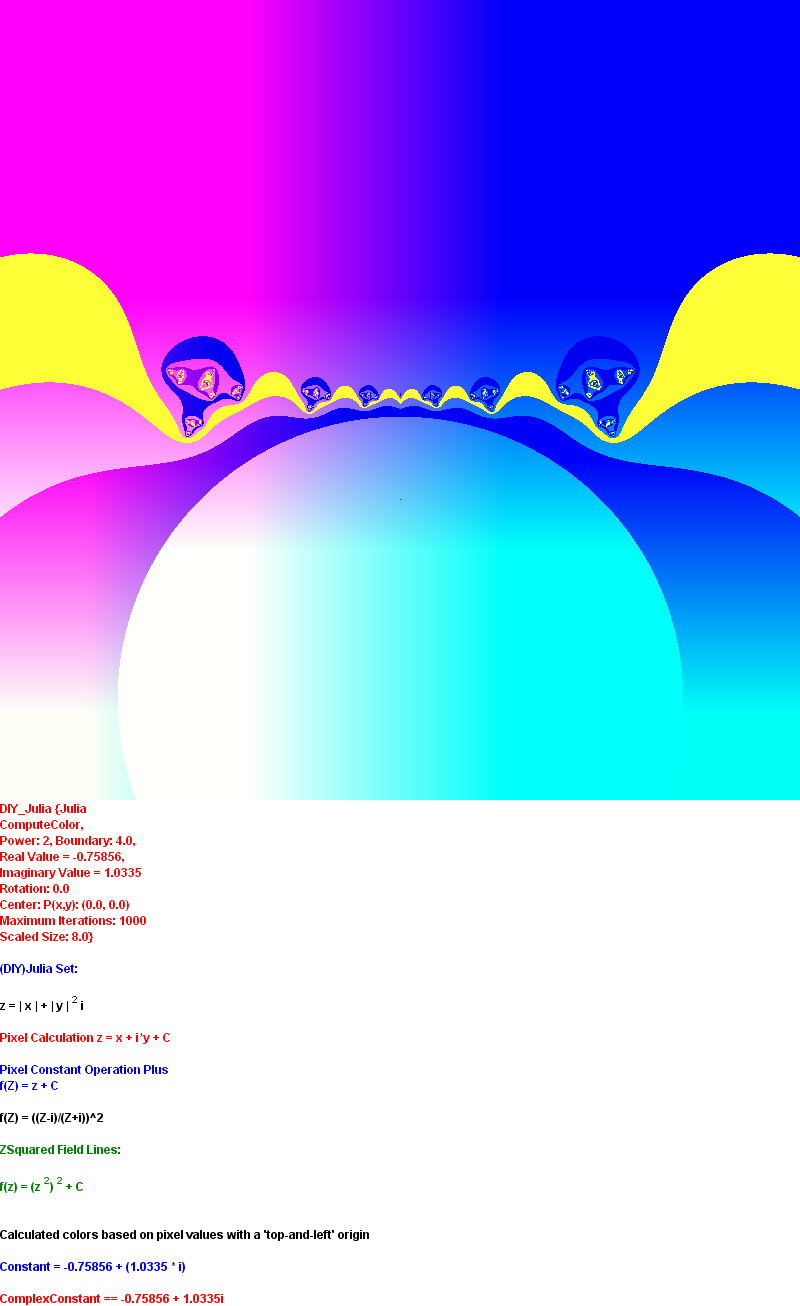 DIY_Julia {Julia
ComputeColor,
Power: 2, Boundary: 4.0,
Real Value = -0.75856,
Imaginary Value = 1.0335
Rotation: 0.0
Center: P(x,y): (0.0, 0.0)
Maximum Iterations: 1000
Scaled Size: 8.0}
(DIY)Julia Set:
z = | x | + | y | ² i
Pixel Calculation z = x + i*y + C
Pixel Constant Operation Plus
f(Z) = z + C
f(Z) = ((Z-i)/(Z+i))^2
ZSquared Field Lines:
f(z) = (z ²) ² + C
Calculated colors based on pixel values with a 'top-and-left' origin
Constant = -0.75856 + (1.0335 * i)
ComplexConstant == -0.75856 + 1.0335i